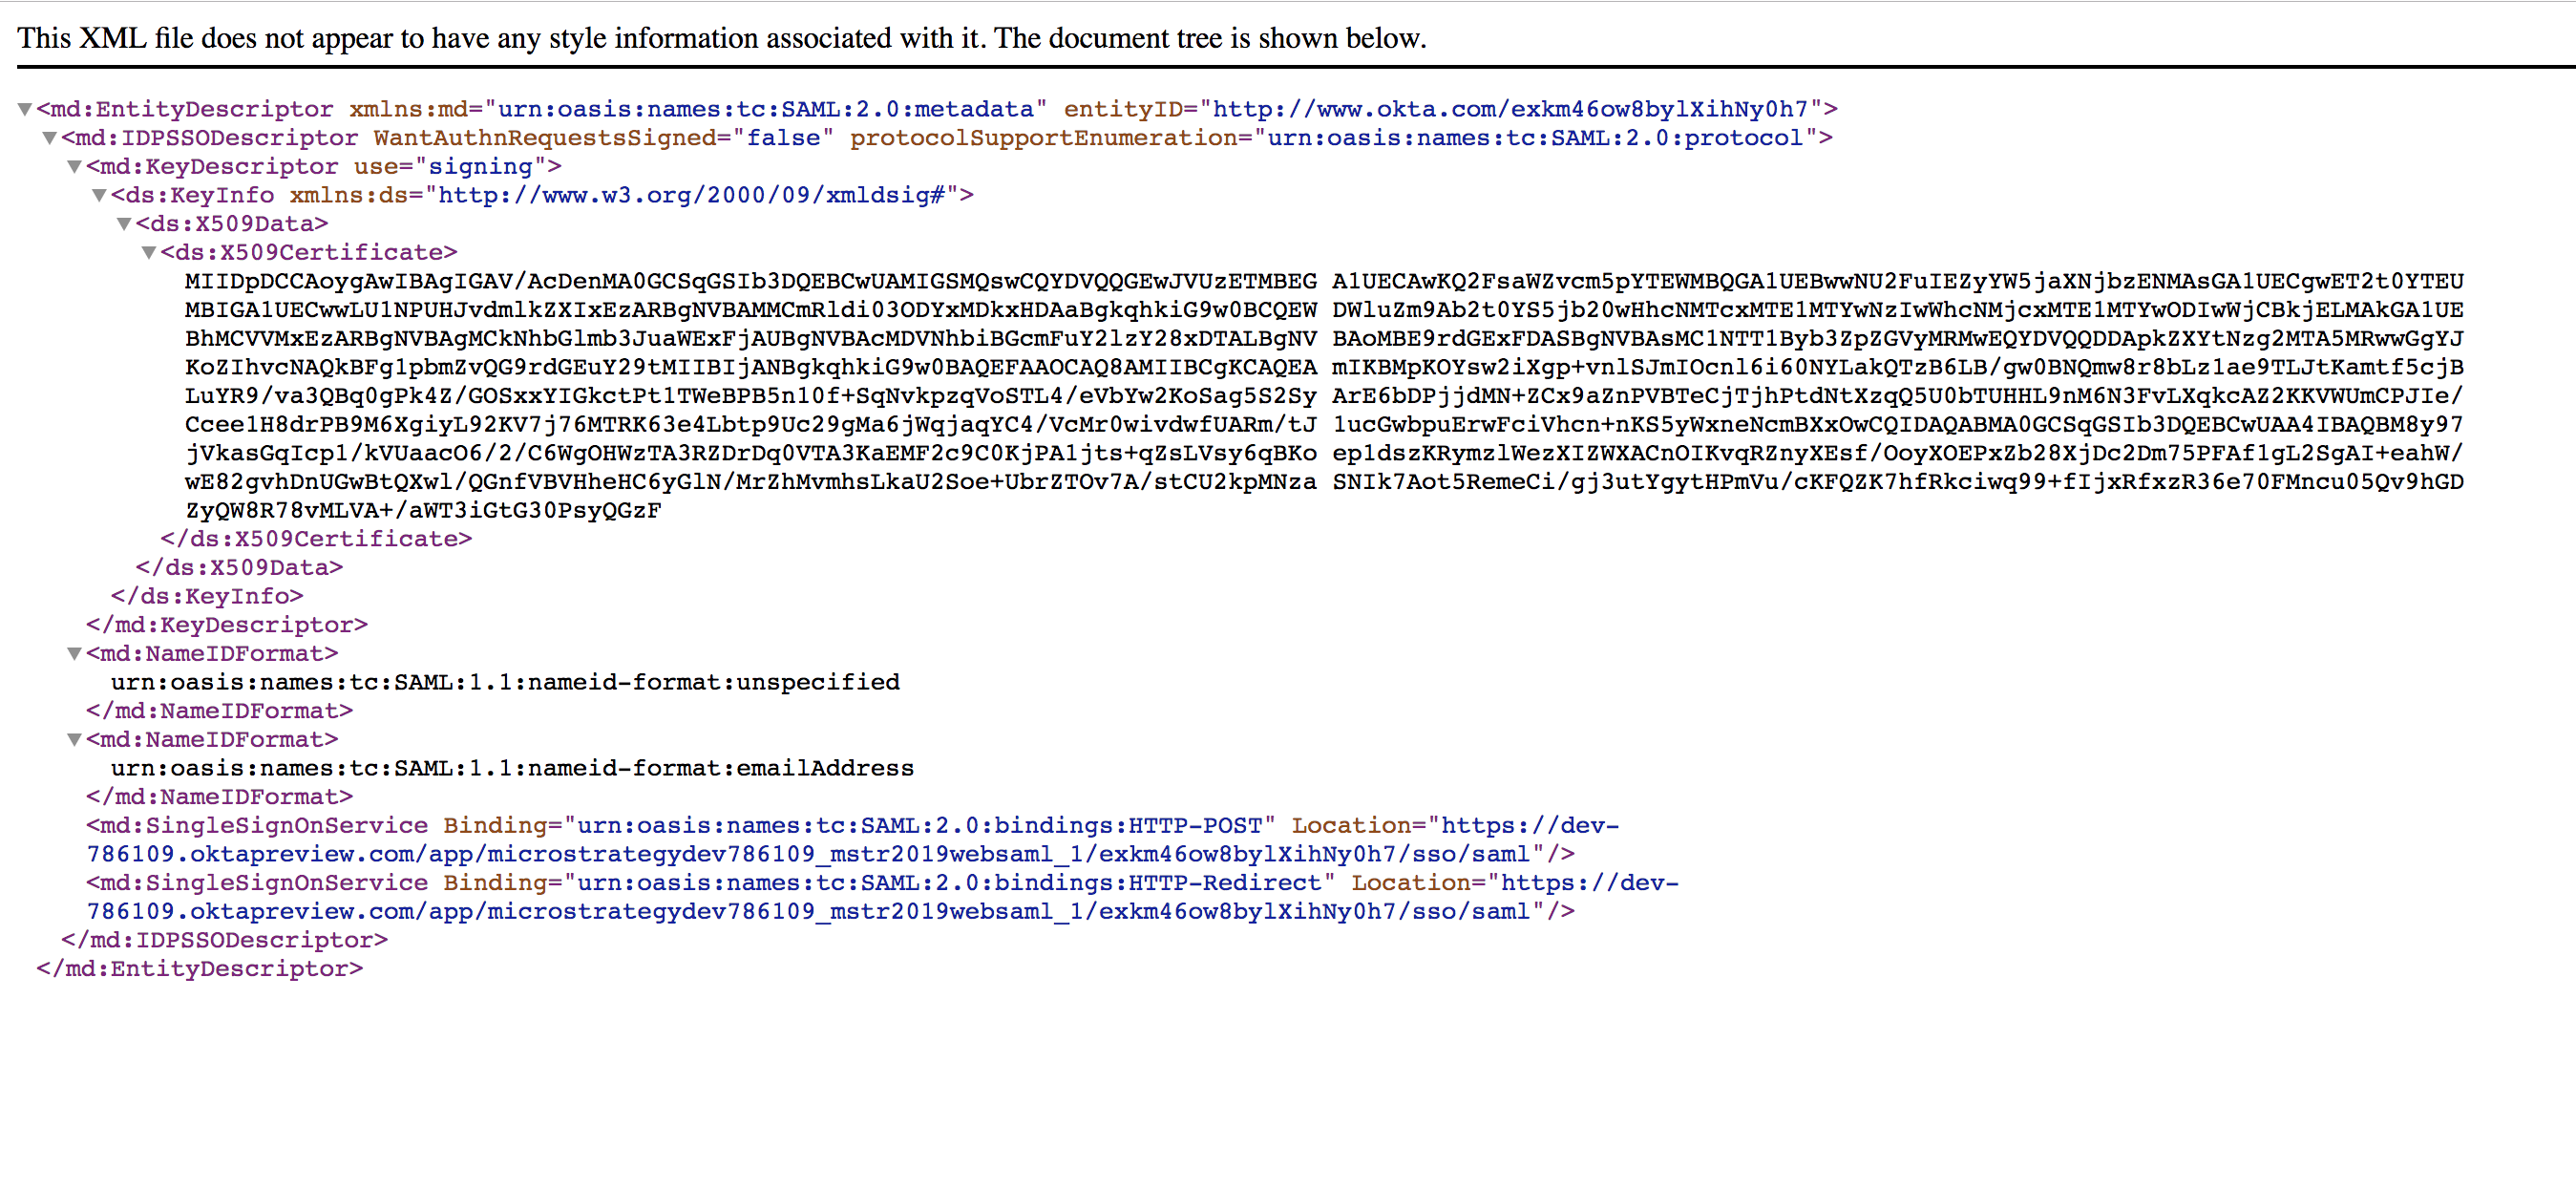 This XML file does not appear to have any style information associated with it. The document tree is shown below.
▼<md:EntityDescriptor xmlns:md="urn:oasis:names:tc:SAML:2.0:metadata" entityID="http://www.okta.com/exkm46ow8bylXihNy0h7">
▼<md:IDPSSODescriptor WantAuthnRequestsSigned="false" protocolSupportEnumeration="urn:oasis:names:tc:SAML:2.0:protocol">
▼<md:KeyDescriptor use="signing">
▼<ds:KeyInfo xmlns:ds="http://www.w3.org/2000/09/xmldsig#">
▼<ds:X509Data>
▼<ds:X509Certificate>
MIIDpDCCAoygAwIBAgIGAV/AcDenMA0GCSqGSIb3DQEBCwUAMIGSMQswCQYDVQQGEwJVUzETMBEG A1UECAwKQ2FsaWZvcm5pYTEWMBQGA1UEBwwNU2FuIEZyYW5jaXNjbzENMAsGA1UECgwET2t0YTEU
MBIGA1UECwwLU1NPUHJvdmlkZXIxEzARBgNVBAMMCmRldi03ODYxMDkxHDAaBgkqhkiG9w0BCQEW DWluZm9Ab2t0YS5jb20wHhcNMTcxMTE1MTYwNzIwWhcNMjcxMTE1MTYwODIwWjCBkjELMAkGA1UE
BhMCVVMxEzARBgNVBAgMCkNhbGlmb3JuaWExFjAUBgNVBAcMDVNhbiBGcmFuY2lzY28xDTALBgNV BAoMBE9rdGExFDASBgNVBAsMC1NTT1Byb3ZpZGVyMRMwEQYDVQQDDApkZXYtNzg2MTA5MRwwGgYJ
KoZIhvcNAQkBFg1pbmZvQG9rdGEuY29tMIIBIjANBgkqhkiG9w0BAQEFAAOCAQ8AMIIBCgKCAQEA mIKBMpKOYsw2iXgp+vnlSJmIOcnl6i60NYLakQTzB6LB/gw0BNQmw8r8bLz1ae9TLJtKamtf5cjB
LuYR9/va3QBq0gPk4Z/GOSxxYIGkctPt1TWeBPB5n10f+SqNvkpzqVoSTL4/eVbYw2KoSag5S2Sy ArE6bDPjjdMN+ZCx9aZnPVBTeCjTjhPtdNtXzqQ5U0bTUHHL9nM6N3FvLXqkcAZ2KKVWUmCPJIe/
Ccee1H8drPB9M6XgiyL92KV7j76MTRK63e4Lbtp9Uc29gMa6jWqjaqYC4/VcMr0wivdwfUARm/tJ 1ucGwbpuErwFciVhcn+nKS5yWxneNcmBXxOwCQIDAQABMA0GCSqGSIb3DQEBCwUAA4IBAQBM8y97
jVkasGqIcp1/kVUaacO6/2/C6WgOHWzTA3RZDrDq0VTA3KaEMF2c9C0KjPA1jts+qZsLVsy6qBKo ep1dszKRymzlWezXIZWXACnOIKvqRZnyXEsf/OoyXOEPxZb28XjDc2Dm75PFAf1gL2SgAI+eahW/
wE82gvhDnUGwBtQXwl/QGnfVBVHheHC6yGlN/MrZhMvmhsLkaU2Soe+UbrZTOv7A/stCU2kpMNza SNIk7Aot5RemeCi/gj3utYgytHPmVu/cKFQZK7hfRkciwq99+fIjxRfxzR36e70FMncu05Qv9hGD
ZyQW8R78vMLVA+/aWT3iGtG30PsyQGzF
</ds:X509Certificate>
</ds:X509Data>
</ds:KeyInfo>
</md:KeyDescriptor>
▼<md:NameIDFormat>
urn:oasis:names:tc:SAML:1.1:nameid-format:unspecified
</md:NameIDFormat>
▼<md:NameIDFormat>
urn:oasis:names:tc:SAML:1.1:nameid-format:emailAddress
</md:NameIDFormat>
<md:SingleSignOnService Binding="urn:oasis:names:tc:SAML:2.0:bindings:HTTP-POST" Location="https://dev-
786109.oktapreview.com/app/microstrategydev786109_mstr2019websaml_1/exkm46ow8bylXihNy0h7/sso/saml"/>
<md:SingleSignOnService Binding="urn:oasis:names:tc:SAML:2.0:bindings:HTTP-Redirect" Location="https://dev-
786109.oktapreview.com/app/microstrategydev786109_mstr2019websaml_1/exkm46ow8bylXihNy0h7/sso/saml"/>
</md:IDPSSODescriptor>
</md:EntityDescriptor>